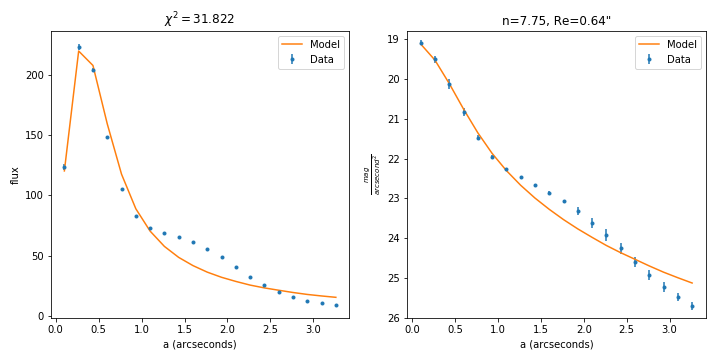 χ² = 31.822
flux
200
150
100
50
0
0.0 0.5 1.0 1.5 2.0 2.5 3.0
a (arcseconds)
Model
Data
n=7.75, Re=0.64"
mag
arcsecond²
19
20
21
22
23
24
25
26
0.0 0.5 1.0 1.5 2.0 2.5 3.0
a (arcseconds)
Model
Data